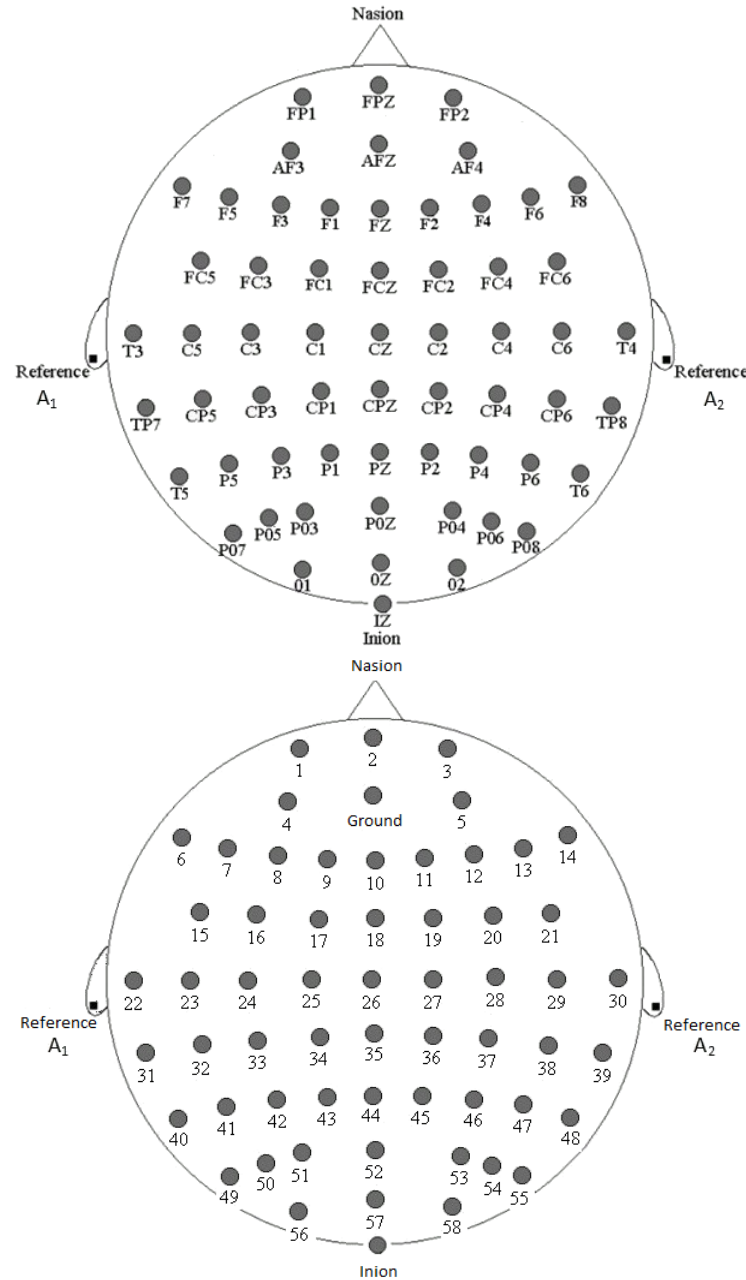 Nasion
FP1 FPZ FP2
AF3 AFZ AF4
F7 F5 F3 F1 FZ F2 F4 F6 F8
FC5 FC3 FC1 FCZ FC2 FC4 FC6
T3 C5 C3 C1 CZ C2 C4 C6 T4
Reference Reference
A1 A2
TP7 CP5 CP3 CP1 CPZ CP2 CP4 CP6 TP8
T5 P5 P3 P1 PZ P2 P4 P6 T6
P07 P05 P03 P0Z P04 P06 P08
01 0Z 02
IZ
Inion
Nasion
1 2 3
4 Ground 5
6 7 8 9 10 11 12 13 14
15 16 17 18 19 20 21
22 23 24 25 26 27 28 29 30
Reference Reference
A1 A2
31 32 33 34 35 36 37 38 39
40 41 42 43 44 45 46 47 48
49 50 51 52 53 54 55
56 57 58
Inion